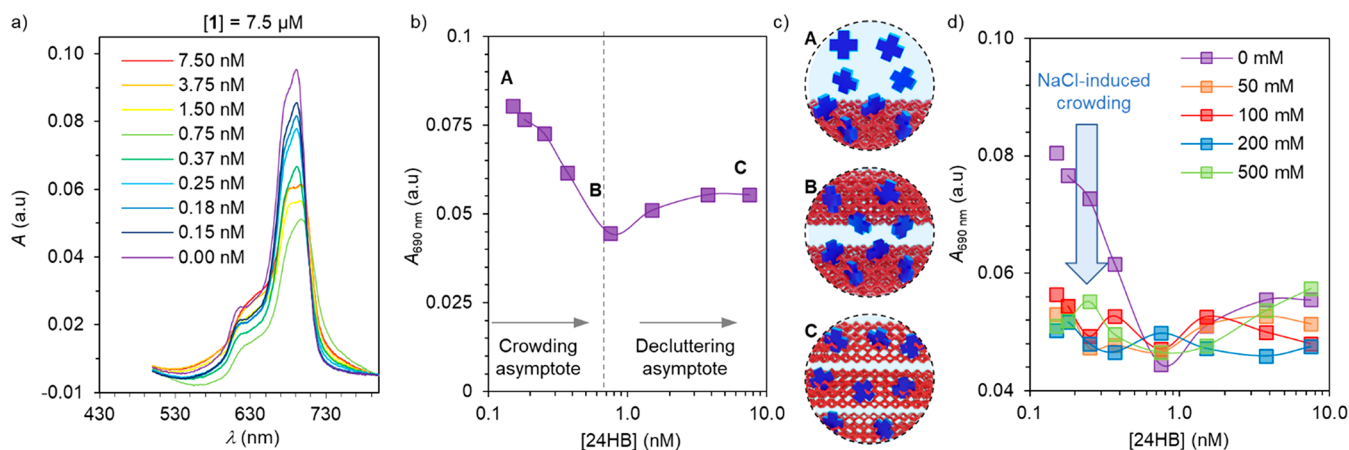 a)
[1] = 7.5 µM
A (a.u)
0.10
0.08
0.06
0.04
0.02
-0.01
7.50 nM
3.75 nM
1.50 nM
0.75 nM
0.37 nM
0.25 nM
0.18 nM
0.15 nM
0.00 nM
430
530
630
730
λ (nm)
b)
A690 nm (a.u)
0.1
0.075
0.05
0.025
0
A
B
C
Crowding
asymptote
Decluttering
asymptote
0.1
1.0
10.0
[24HB] (nM)
c)
A
B
C
d)
A690 nm (a.u)
0.10
0.08
0.06
0.04
NaCl-induced
crowding
0 mM
50 mM
100 mM
200 mM
500 mM
0.1
1.0
10.0
[24HB] (nM)